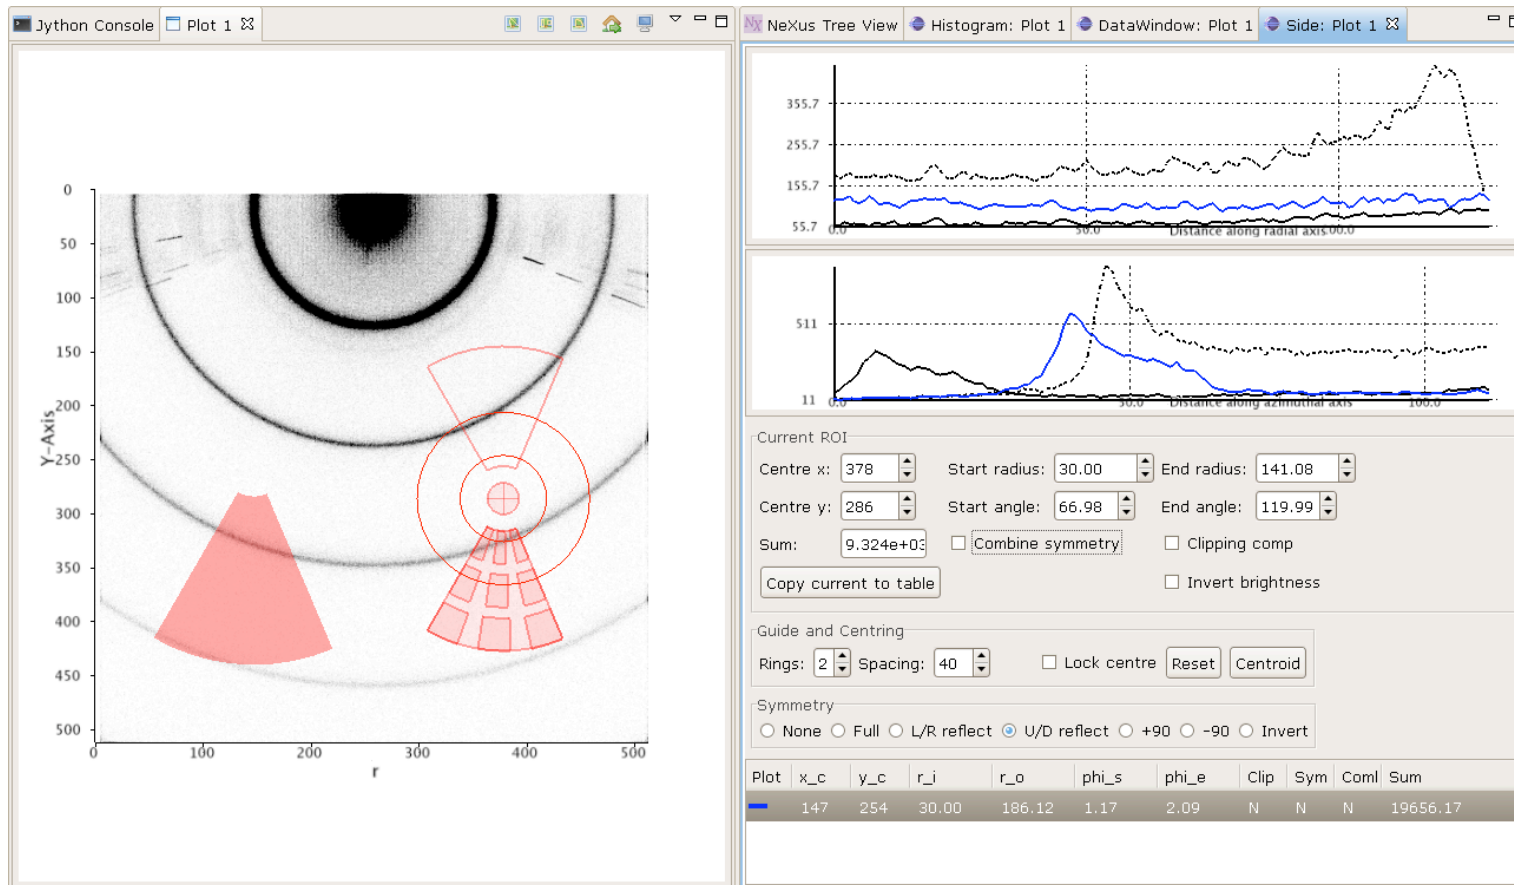 Jython Console Plot 1
NeXus Tree View Histogram: Plot 1 DataWindow: Plot 1 Side: Plot 1
0
50
100
150
200
250
300
350
400
450
500
Y-Axis
0 100 200 300 400 500
r
355.7
255.7
155.7
55.7
0.0 50.0 Distance along radial axis 100.0
511
11
0.0 50.0 Distance along azimuthal axis 100.0
Current ROI
Centre x: 378 Start radius: 30.00 End radius: 141.08
Centre y: 286 Start angle: 66.98 End angle: 119.99
Sum: 9.324e+03 Combine symmetry Clipping comp
Copy current to table Invert brightness
Guide and Centring
Rings: 2 Spacing: 40 Lock centre Reset Centroid
Symmetry
None Full L/R reflect U/D reflect +90 -90 Invert
Plot x_c y_c r_i r_o phi_s phi_e Clip Sym Coml Sum
147 254 30.00 186.12 1.17 2.09 N N N 19656.17